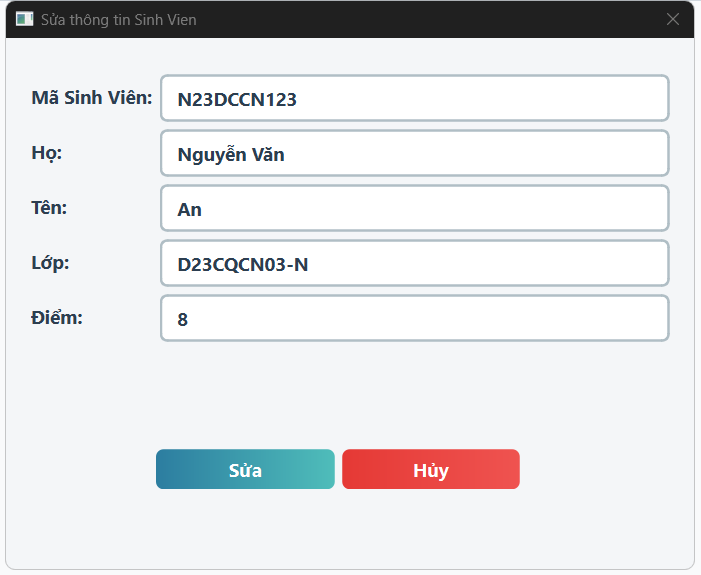 Sửa thông tin Sinh Vien
Mã Sinh Viên: N23DCCN123
Họ: Nguyễn Văn
Tên: An
Lớp: D23CQCN03-N
Điểm: 8
Sửa Hủy